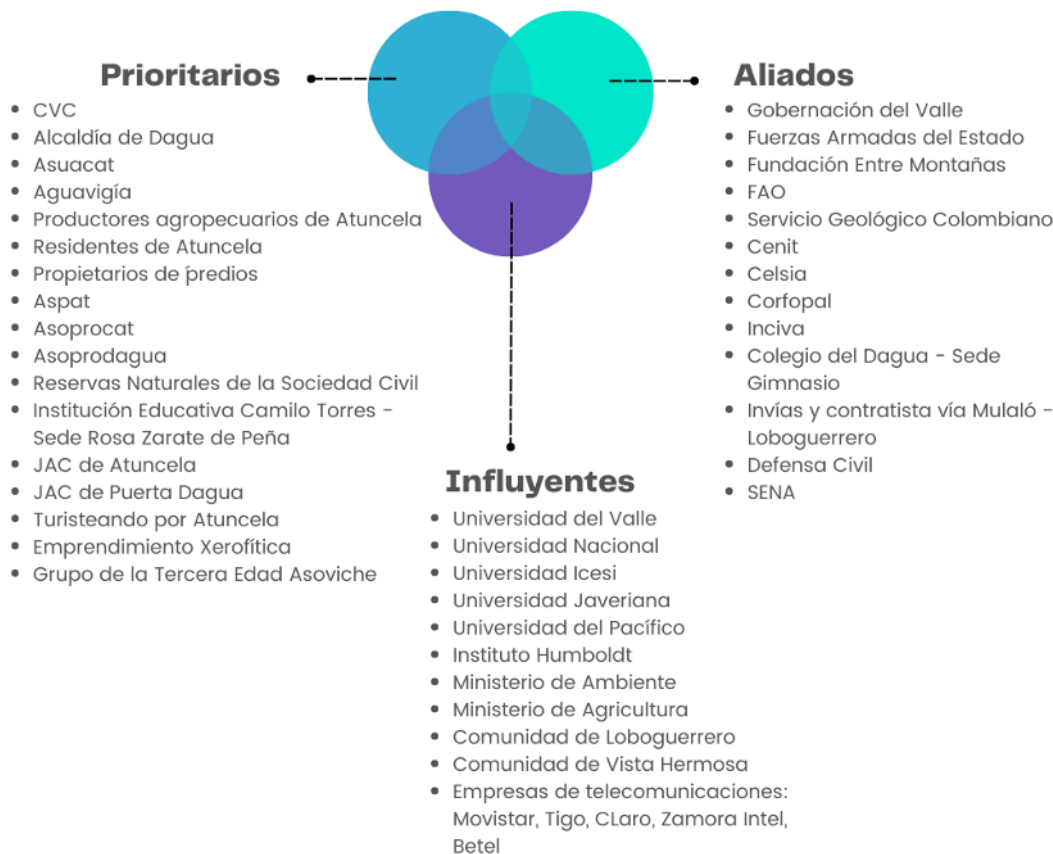 Prioritarios
• CVC
• Alcaldía de Dagua
• Asuacat
• Aguavigía
• Productores agropecuarios de Atuncela
• Residentes de Atuncela
• Propietarios de predios
• Aspat
• Asoprocat
• Asoprodagua
• Reservas Naturales de la Sociedad Civil
• Institución Educativa Camilo Torres -
Sede Rosa Zarate de Peña
• JAC de Atuncela
• JAC de Puerta Dagua
• Turisteando por Atuncela
• Emprendimiento Xerofítica
• Grupo de la Tercera Edad Asoviche
Aliados
• Gobernación del Valle
• Fuerzas Armadas del Estado
• Fundación Entre Montañas
• FAO
• Servicio Geológico Colombiano
• Cenit
• Celsia
• Corfopal
• Inciva
• Colegio del Dagua - Sede
Gimnasio
• Invías y contratista vía Mulaló -
Loboguerrero
• Defensa Civil
• SENA
Influyentes
• Universidad del Valle
• Universidad Nacional
• Universidad Icesi
• Universidad Javeriana
• Universidad del Pacífico
• Instituto Humboldt
• Ministerio de Ambiente
• Ministerio de Agricultura
• Comunidad de Loboguerrero
• Comunidad de Vista Hermosa
• Empresas de telecomunicaciones:
Movistar, Tigo, CLaro, Zamora Intel,
Betel